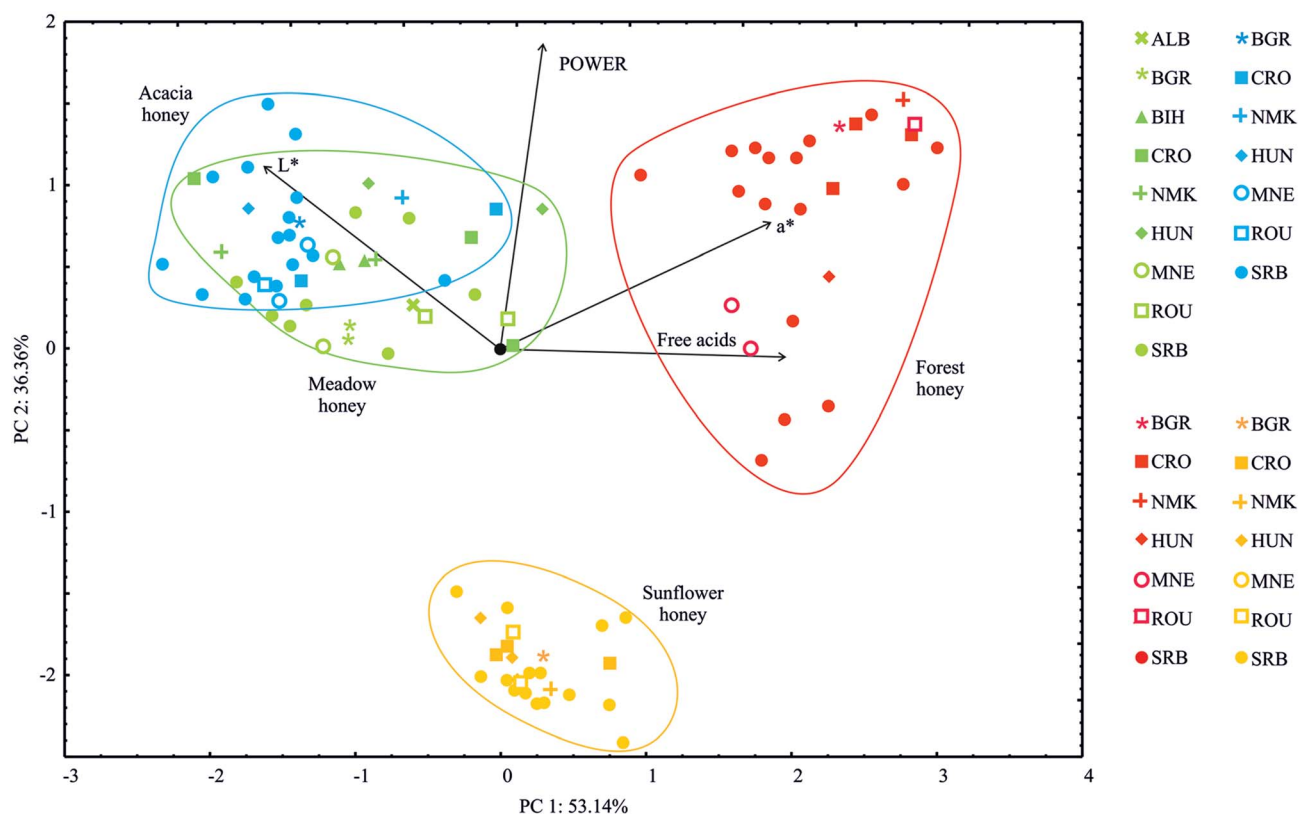 2
1
0
-1
-2
-3
-2
-1
0
1
2
3
4
PC 2: 36.36%
PC 1: 53.14%
Acacia
honey
L*
POWER
a*
Free acids
Meadow
honey
Forest
honey
Sunflower
honey
ALB
BGR
BIH
CRO
NMK
HUN
MNE
ROU
SRB
BGR
CRO
NMK
HUN
MNE
ROU
SRB
BGR
CRO
NMK
HUN
MNE
ROU
SRB
BGR
CRO
NMK
HUN
MNE
ROU
SRB